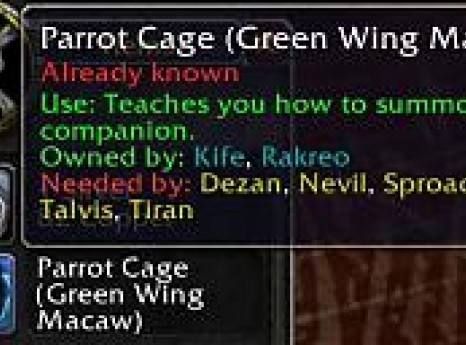 Parrot Cage (Green Wing Ma
Already known
Use: Teaches you how to summo
companion.
Owned by: Kife, Rakreo
Needed by: Dezan, Nevil, Sproac
Talvis, Tiran
Parrot Cage
(Green Wing
Macaw)